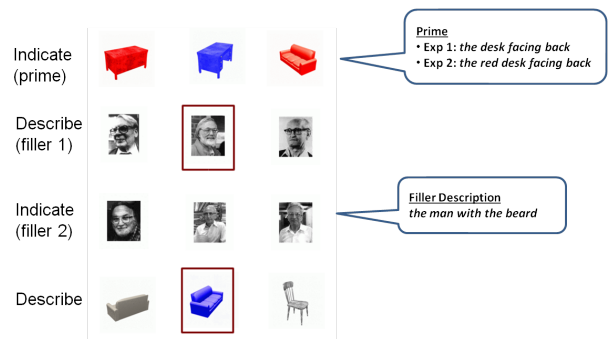 Indicate
(prime)
Prime
• Exp 1: the desk facing back
• Exp 2: the red desk facing back
Describe
(filler 1)
Indicate
(filler 2)
Filler Description
the man with the beard
Describe